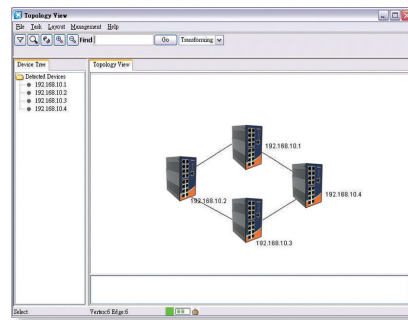 Topology View
File Task Layout Management Help
Find Go Transforming
Device Tree
Topology View
Detected Devices
192.168.10.1
192.168.10.2
192.168.10.3
192.168.10.4
192.168.10.1
192.168.10.2
192.168.10.4
192.168.10.3
Select Vertex:6 Edge:6